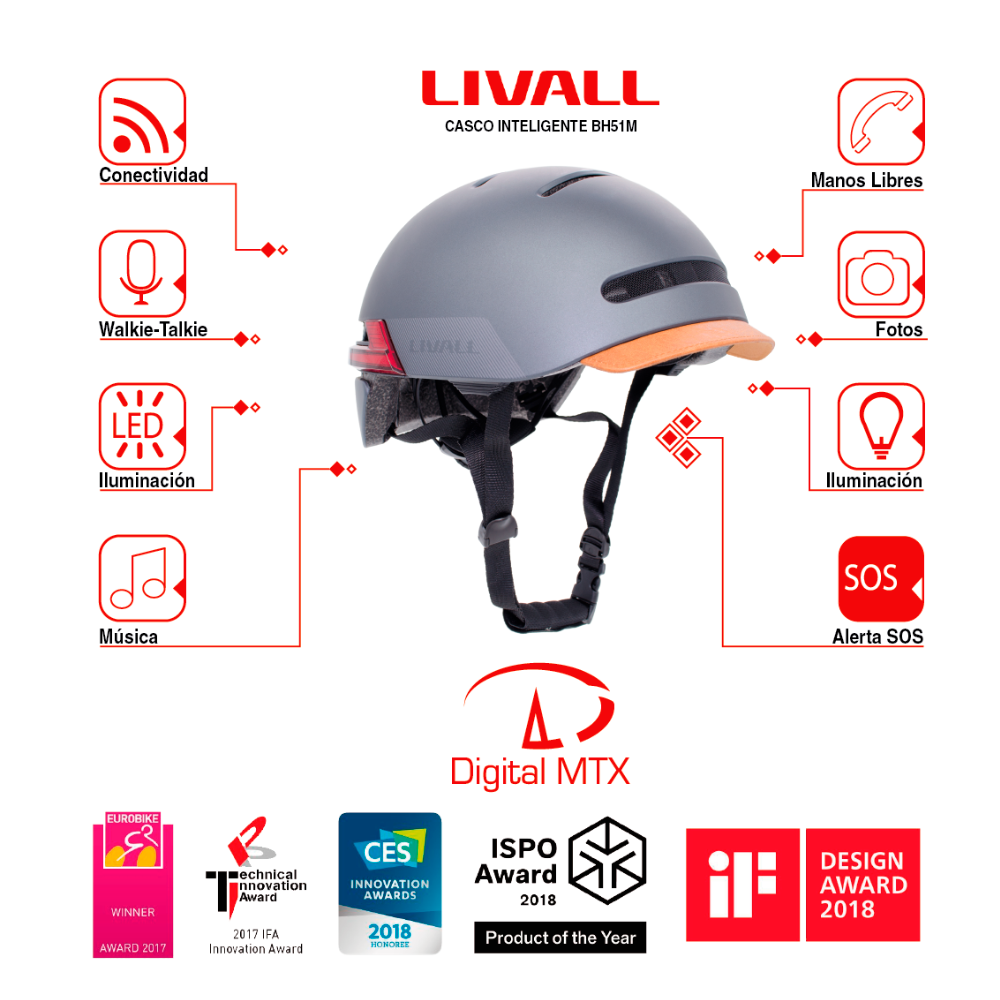 LIVALL
CASCO INTELIGENTE BH51M
Conectividad
Manos Libres
Walkie-Talkie
Fotos
LIVALL
LED
Iluminación
Iluminación
SOS
Música
Alerta SOS
Digital MTX
EUROBIKE
WINNER
AWARD 2017
Technical
Innovation
Award
2017 IFA
Innovation Award
CES
INNOVATION
AWARDS
2018
HONOREE
ISPO
Award
2018
Product of the Year
iF
DESIGN
AWARD
2018